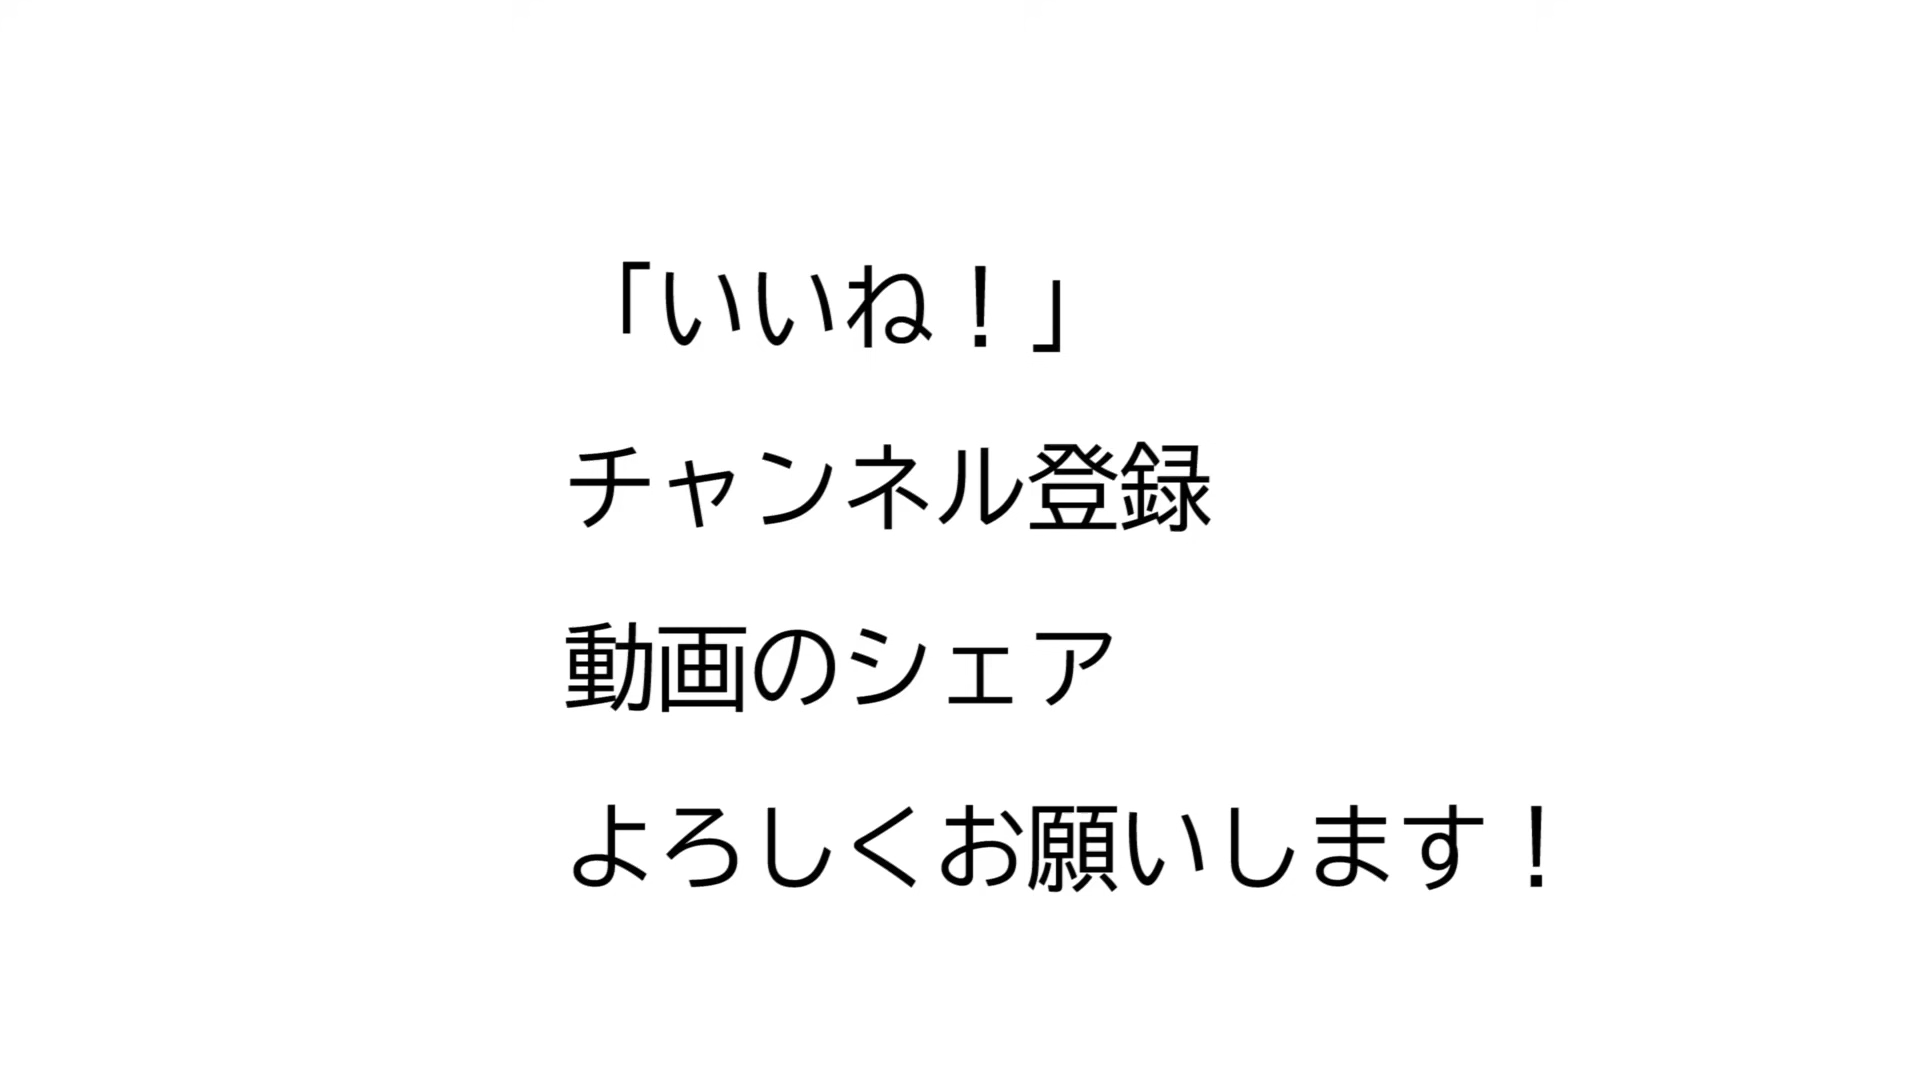 「いいね！」
チャンネル登録
動画のシェア
よろしくお願いします！